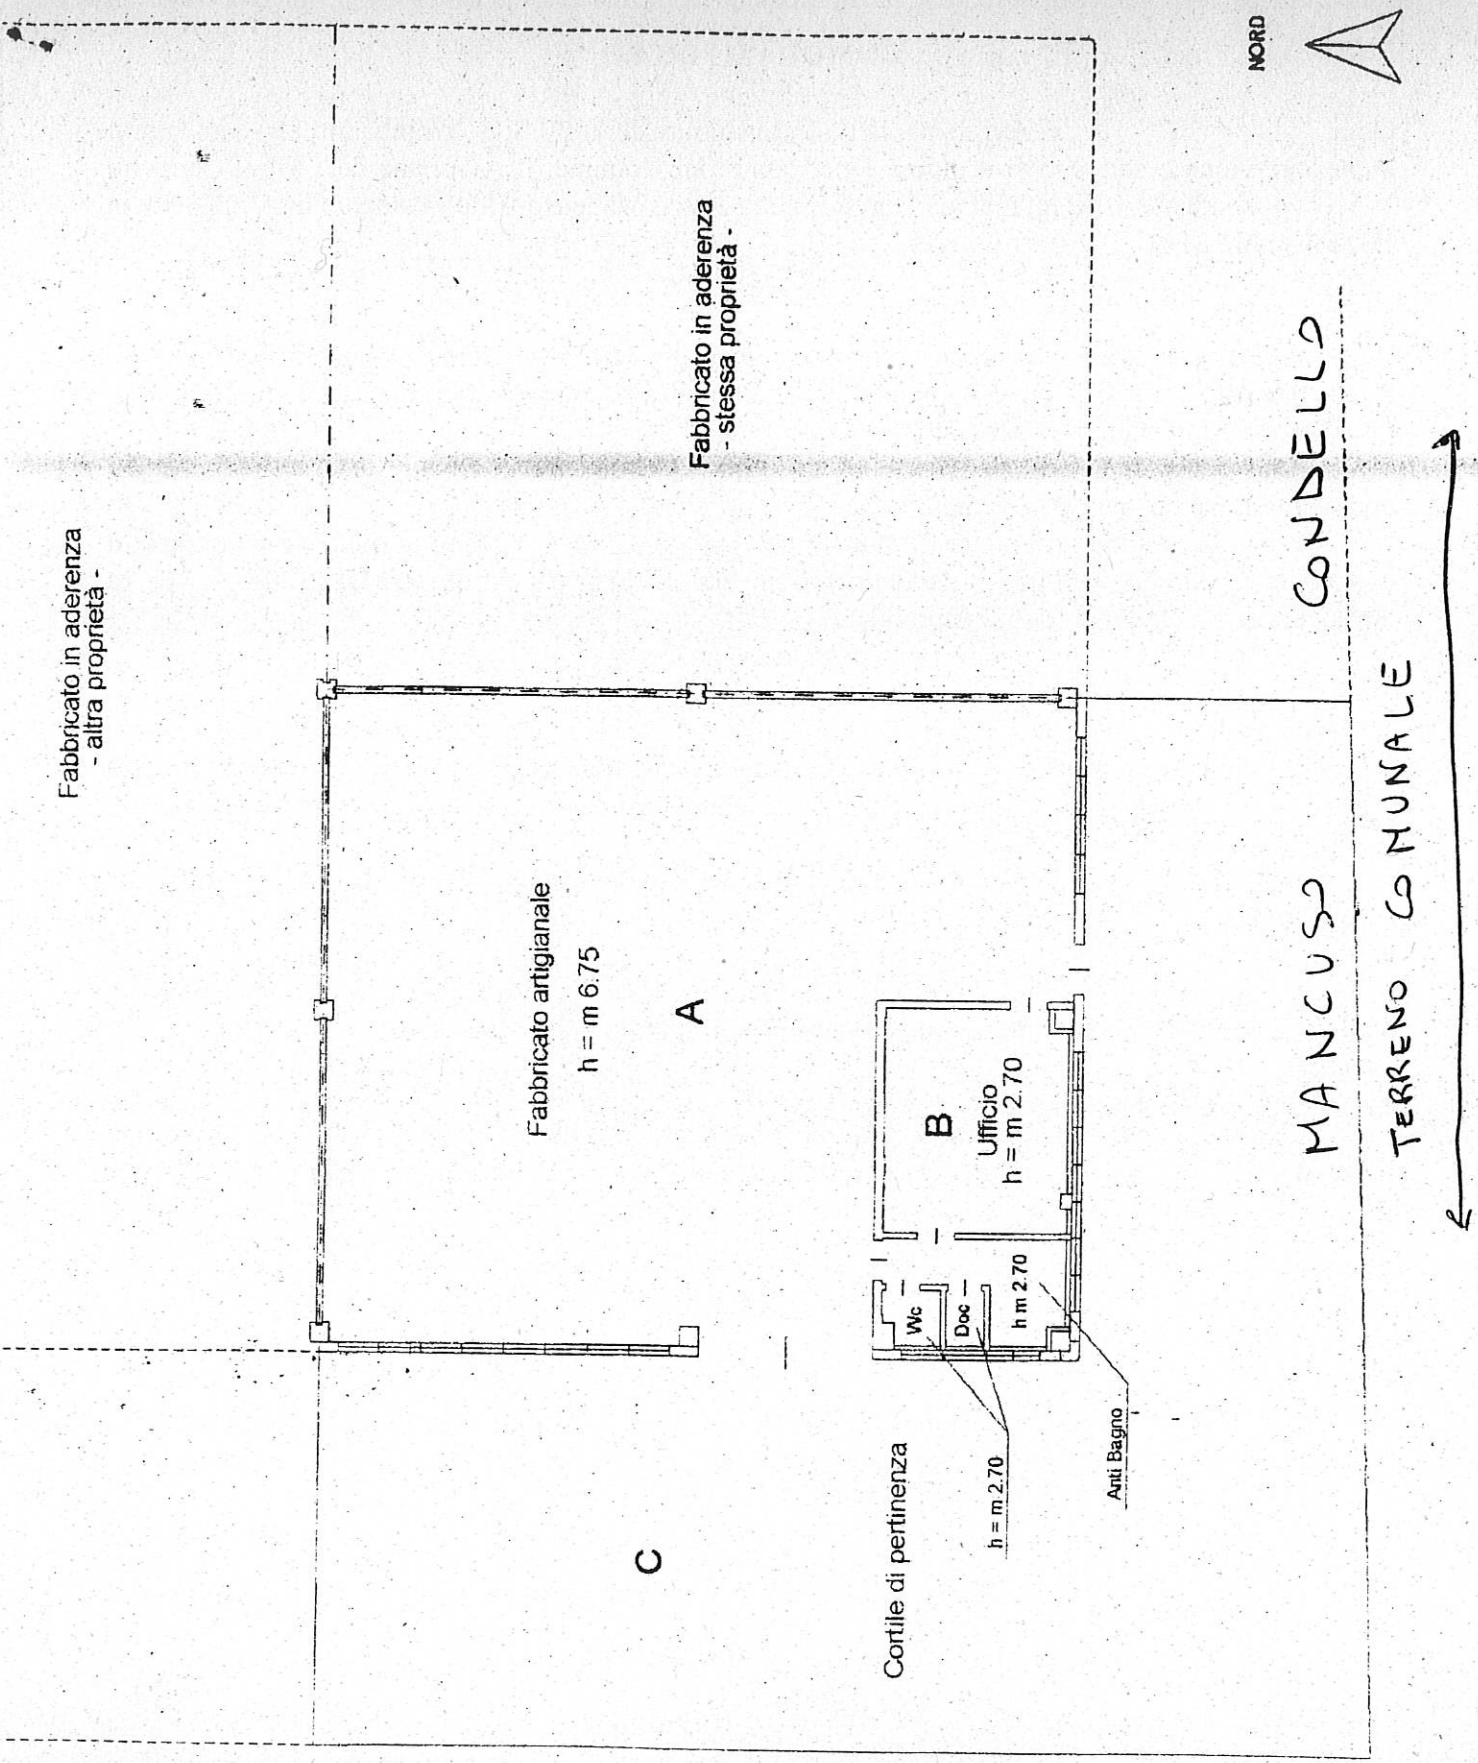 NORD
Fabbricato in aderenza
- altra proprietà -
Fabbricato in aderenza
- stessa proprietà -
Fabbricato artigianale
h = m 6.75
A
B
Ufficio
h = m 2.70
Wc
Doc
h m 2.70
h = m 2.70
Anti Bagno
C
Cortile di pertinenza
MANCUSO
CONDELLO
TERRENO COMUNALE